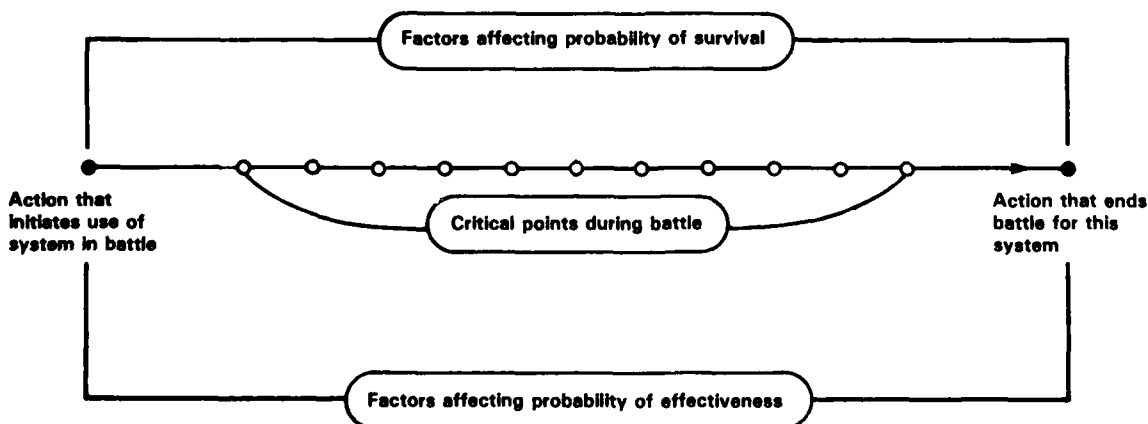 Factors affecting probability of survival
Action that
initiates use of
system in battle
Critical points during battle
Action that ends
battle for this
system
Factors affecting probability of effectiveness